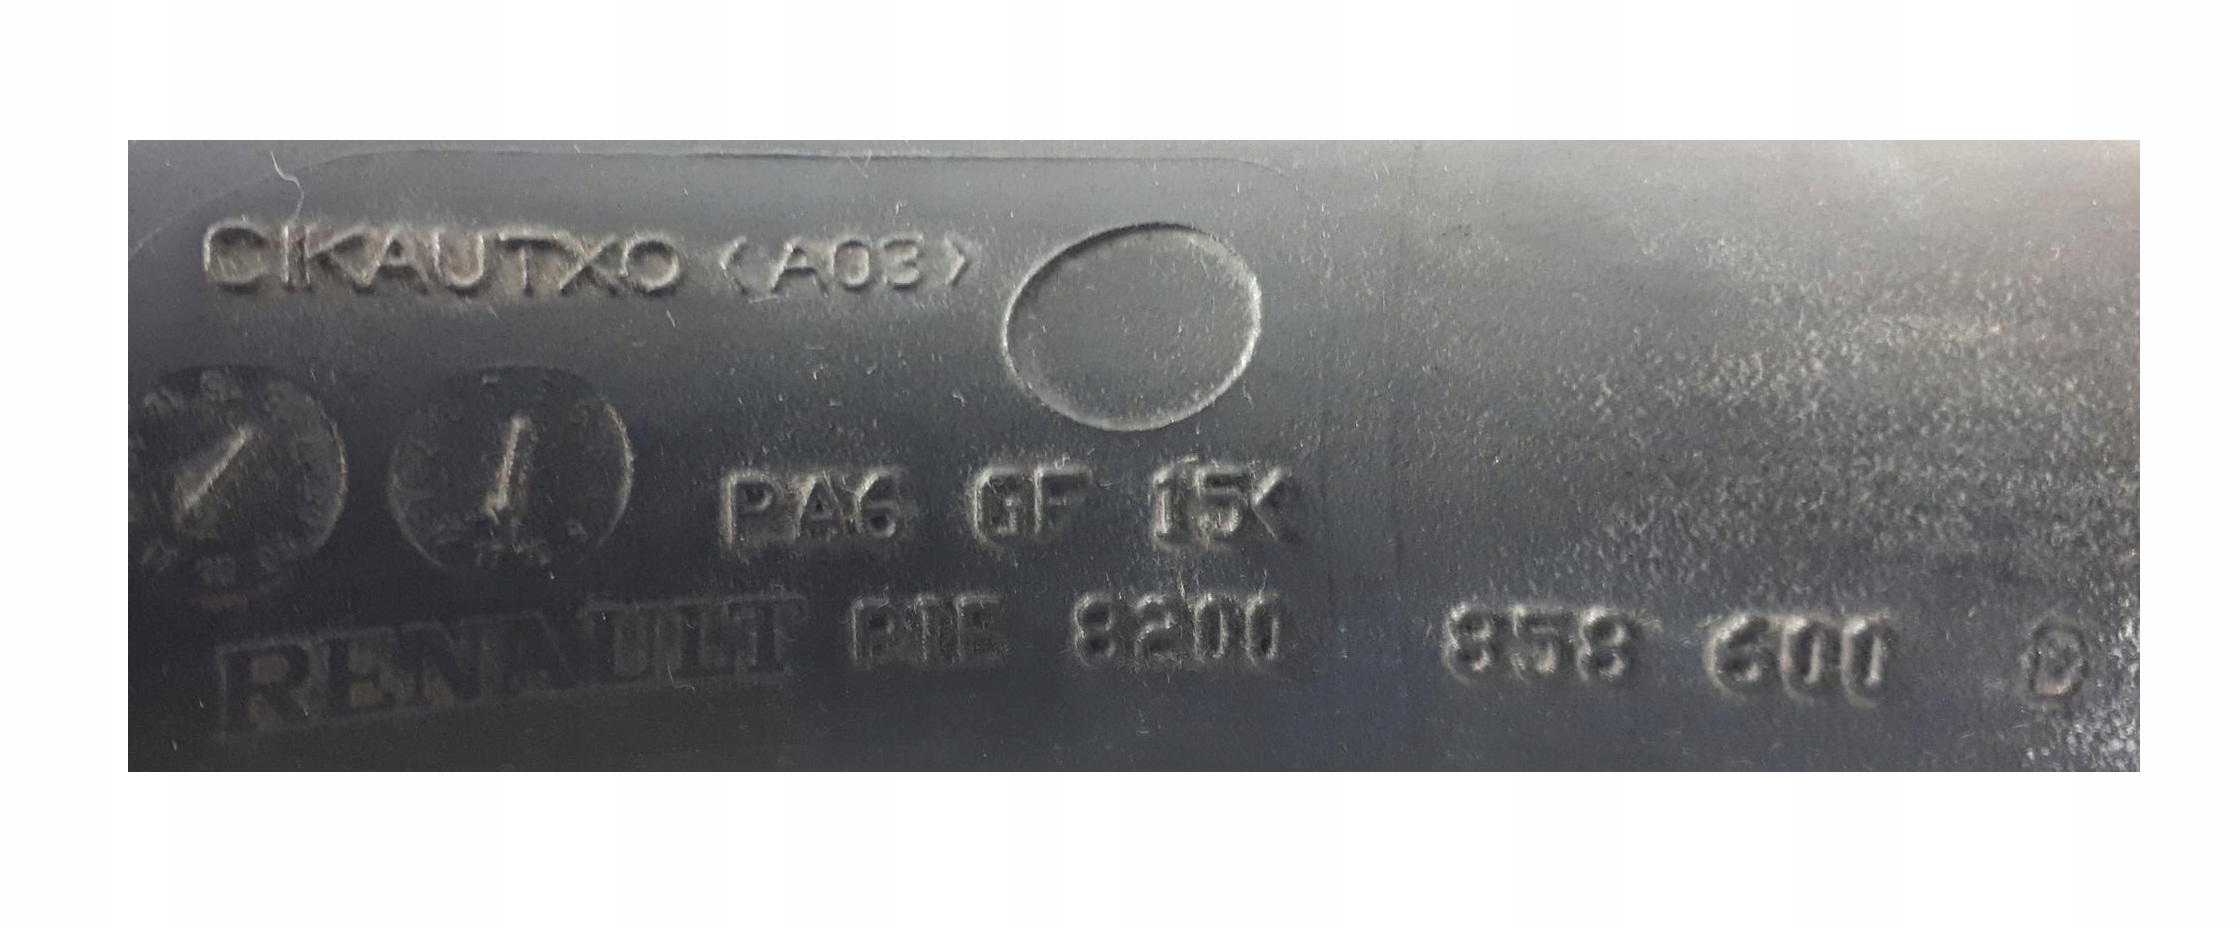 CIKAUTXO <A03>
PA6 GF 15<
RENAULT PIE 8200 858 600 D